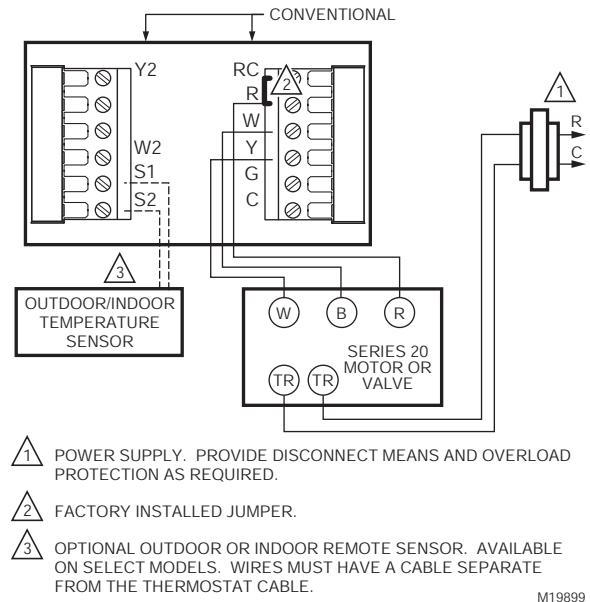 CONVENTIONAL
Y2
W2
S1
S2
RC
R
W
Y
G
C
2
1
R
C
3
OUTDOOR/INDOOR
TEMPERATURE
SENSOR
W
B
R
SERIES 20
MOTOR OR
VALVE
TR
TR
1 POWER SUPPLY. PROVIDE DISCONNECT MEANS AND OVERLOAD
PROTECTION AS REQUIRED.
2 FACTORY INSTALLED JUMPER.
3 OPTIONAL OUTDOOR OR INDOOR REMOTE SENSOR. AVAILABLE
ON SELECT MODELS. WIRES MUST HAVE A CABLE SEPARATE
FROM THE THERMOSTAT CABLE.
M19899